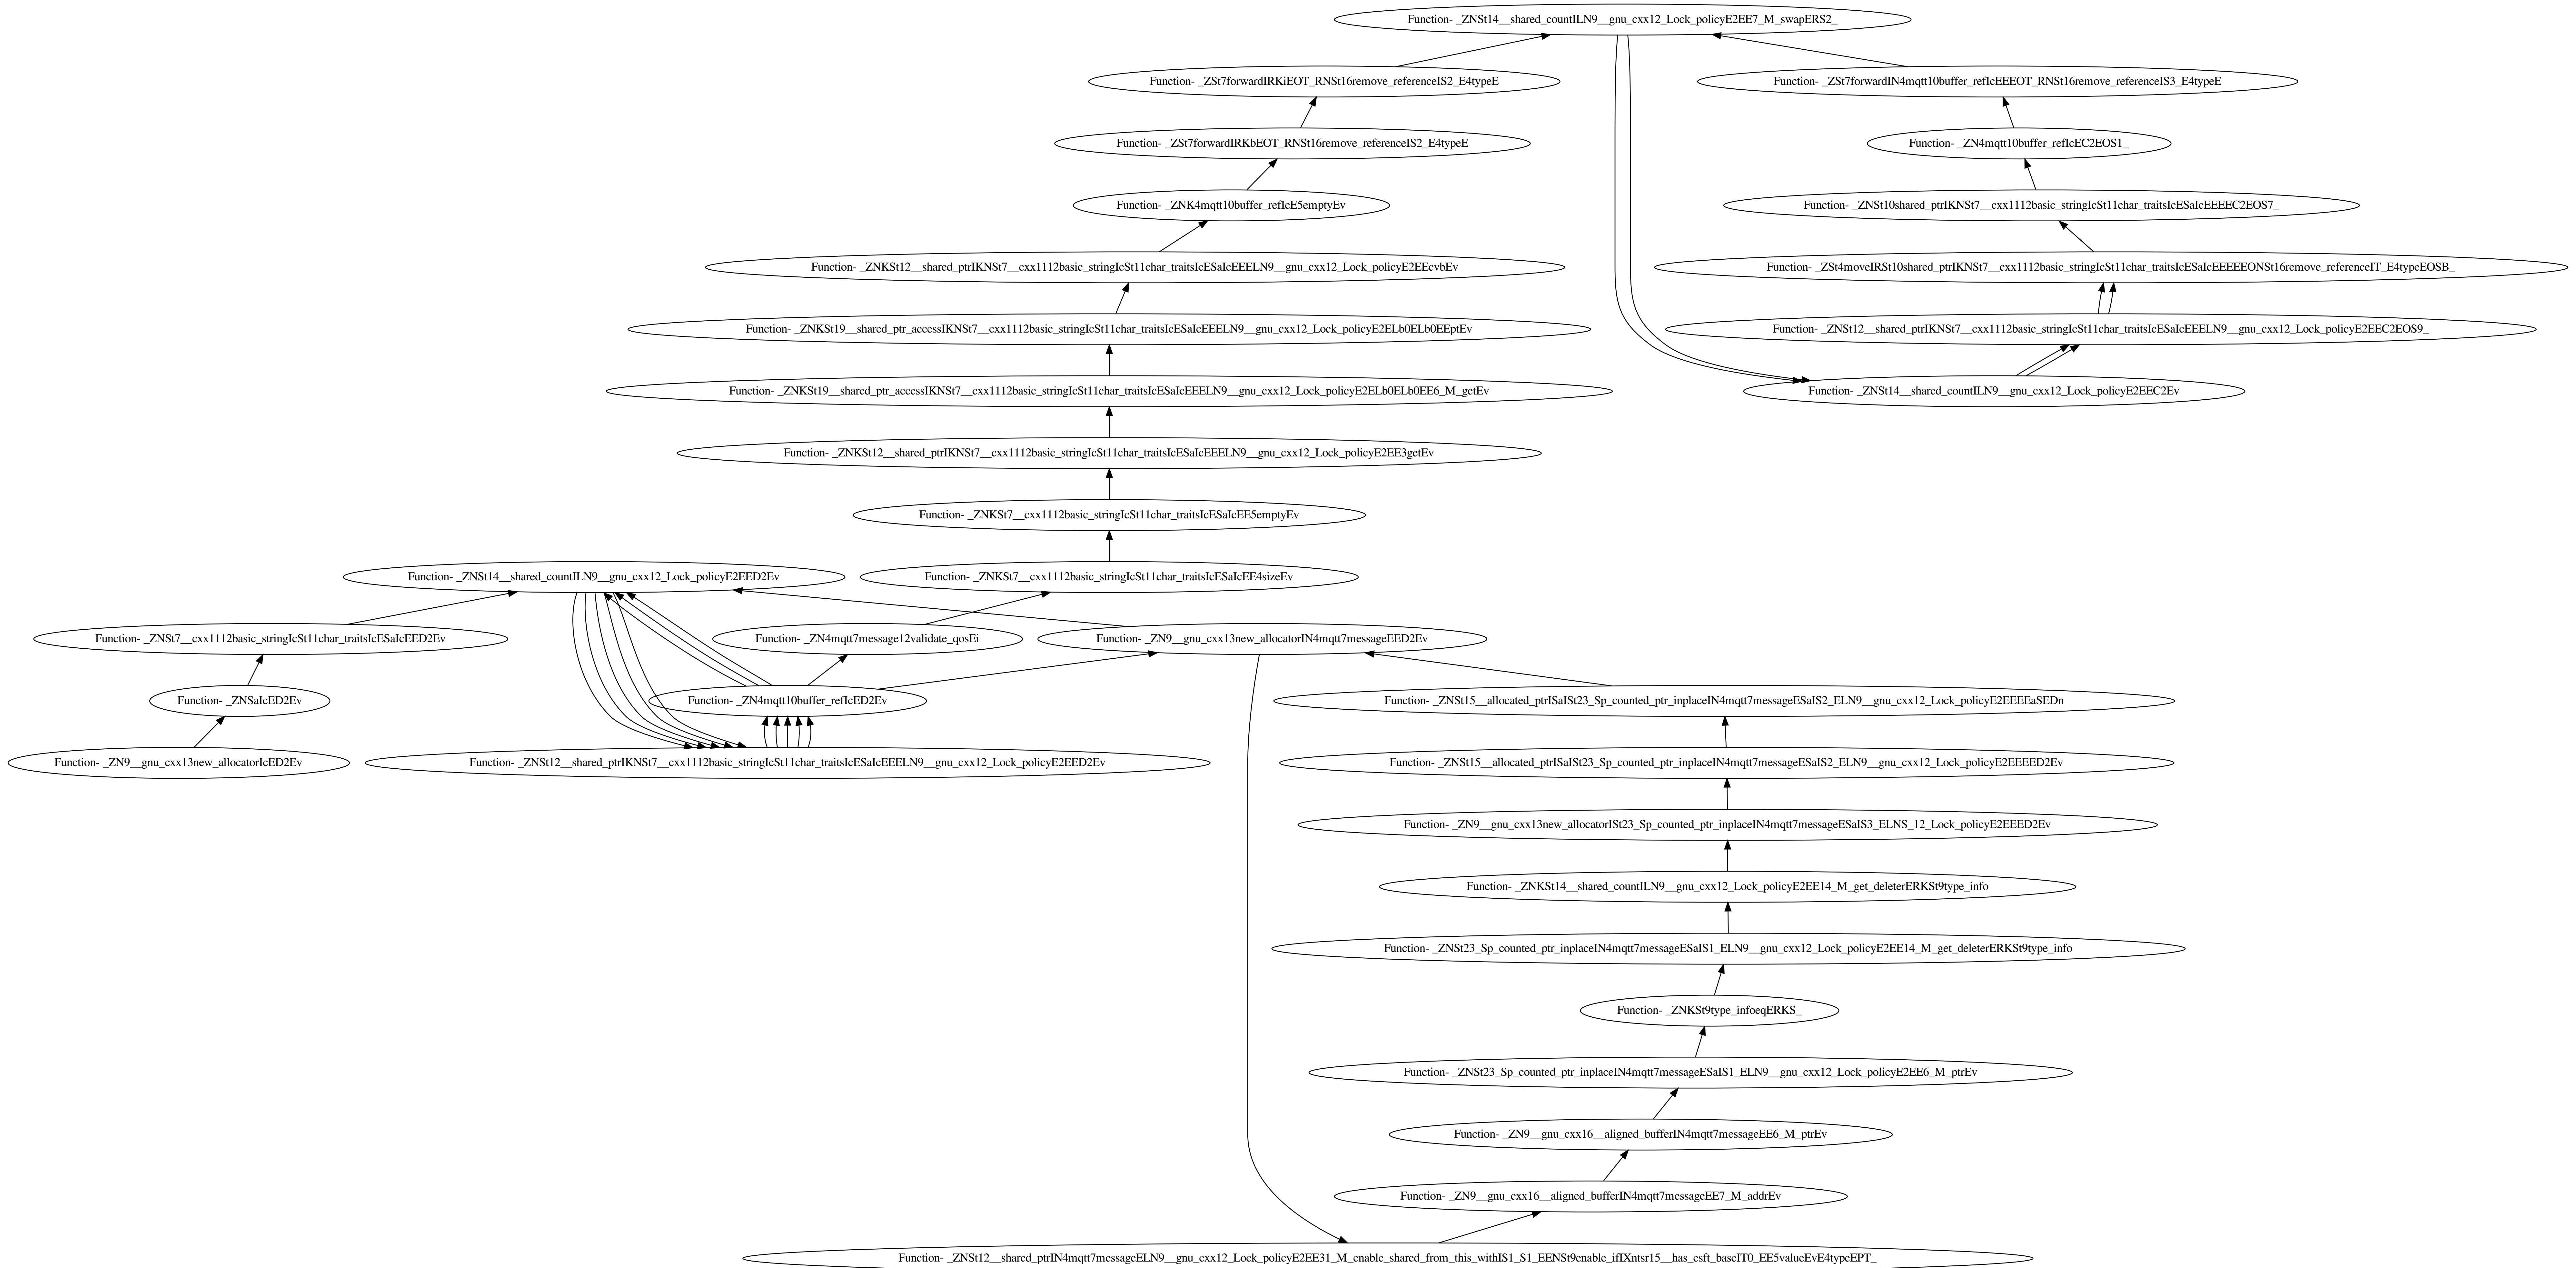 Function- _ZNSt14__shared_countILN9__gnu_cxx12_Lock_policyE2EE7_M_swapERS2_
Function- _ZSt7forwardIRKiEOT_RNSt16remove_referenceIS2_E4typeE
Function- _ZSt7forwardIN4mqtt10buffer_refIcEEEOT_RNSt16remove_referenceIS3_E4typeE
Function- _ZSt7forwardIRKbEOT_RNSt16remove_referenceIS2_E4typeE
Function- _ZN4mqtt10buffer_refIcEC2EOS1_
Function- _ZNK4mqtt10buffer_refIcE5emptyEv
Function- _ZNSt10shared_ptrIKNSt7__cxx1112basic_stringIcSt11char_traitsIcESaIcEEEEC2EOS7_
Function- _ZNKSt12__shared_ptrIKNSt7__cxx1112basic_stringIcSt11char_traitsIcESaIcEEELN9__gnu_cxx12_Lock_policyE2EEcvbEv
Function- _ZSt4moveIRSt10shared_ptrIKNSt7__cxx1112basic_stringIcSt11char_traitsIcESaIcEEEEEONSt16remove_referenceIT_E4typeEOSB_
Function- _ZNKSt19__shared_ptr_accessIKNSt7__cxx1112basic_stringIcSt11char_traitsIcESaIcEEELN9__gnu_cxx12_Lock_policyE2ELb0ELb0EEptEv
Function- _ZNSt12__shared_ptrIKNSt7__cxx1112basic_stringIcSt11char_traitsIcESaIcEEELN9__gnu_cxx12_Lock_policyE2EEC2EOS9_
Function- _ZNKSt19__shared_ptr_accessIKNSt7__cxx1112basic_stringIcSt11char_traitsIcESaIcEEELN9__gnu_cxx12_Lock_policyE2ELb0ELb0EE6_M_getEv
Function- _ZNSt14__shared_countILN9__gnu_cxx12_Lock_policyE2EEC2Ev
Function- _ZNKSt12__shared_ptrIKNSt7__cxx1112basic_stringIcSt11char_traitsIcESaIcEEELN9__gnu_cxx12_Lock_policyE2EE3getEv
Function- _ZNKSt7__cxx1112basic_stringIcSt11char_traitsIcESaIcEE5emptyEv
Function- _ZNSt14__shared_countILN9__gnu_cxx12_Lock_policyE2EED2Ev
Function- _ZNKSt7__cxx1112basic_stringIcSt11char_traitsIcESaIcEE4sizeEv
Function- _ZNSt7__cxx1112basic_stringIcSt11char_traitsIcESaIcEED2Ev
Function- _ZN4mqtt7message12validate_qosEi
Function- _ZN9__gnu_cxx13new_allocatorIN4mqtt7messageEED2Ev
Function- _ZNSaIcED2Ev
Function- _ZN4mqtt10buffer_refIcED2Ev
Function- _ZNSt15__allocated_ptrISaISt23_Sp_counted_ptr_inplaceIN4mqtt7messageESaIS2_ELN9__gnu_cxx12_Lock_policyE2EEEEaSEDn
Function- _ZN9__gnu_cxx13new_allocatorIcED2Ev
Function- _ZNSt12__shared_ptrIKNSt7__cxx1112basic_stringIcSt11char_traitsIcESaIcEEELN9__gnu_cxx12_Lock_policyE2EED2Ev
Function- _ZNSt15__allocated_ptrISaISt23_Sp_counted_ptr_inplaceIN4mqtt7messageESaIS2_ELN9__gnu_cxx12_Lock_policyE2EEEED2Ev
Function- _ZN9__gnu_cxx13new_allocatorISt23_Sp_counted_ptr_inplaceIN4mqtt7messageESaIS3_ELNS_12_Lock_policyE2EEED2Ev
Function- _ZNKSt14__shared_countILN9__gnu_cxx12_Lock_policyE2EE14_M_get_deleterERKSt9type_info
Function- _ZNSt23_Sp_counted_ptr_inplaceIN4mqtt7messageESaIS1_ELN9__gnu_cxx12_Lock_policyE2EE14_M_get_deleterERKSt9type_info
Function- _ZNKSt9type_infoeqERKS_
Function- _ZNSt23_Sp_counted_ptr_inplaceIN4mqtt7messageESaIS1_ELN9__gnu_cxx12_Lock_policyE2EE6_M_ptrEv
Function- _ZN9__gnu_cxx16__aligned_bufferIN4mqtt7messageEE6_M_ptrEv
Function- _ZN9__gnu_cxx16__aligned_bufferIN4mqtt7messageEE7_M_addrEv
Function- _ZNSt12__shared_ptrIN4mqtt7messageELN9__gnu_cxx12_Lock_policyE2EE31_M_enable_shared_from_this_withIS1_S1_EENSt9enable_ifIXntsr15__has_esft_baseIT0_EE5valueEvE4typeEPT_